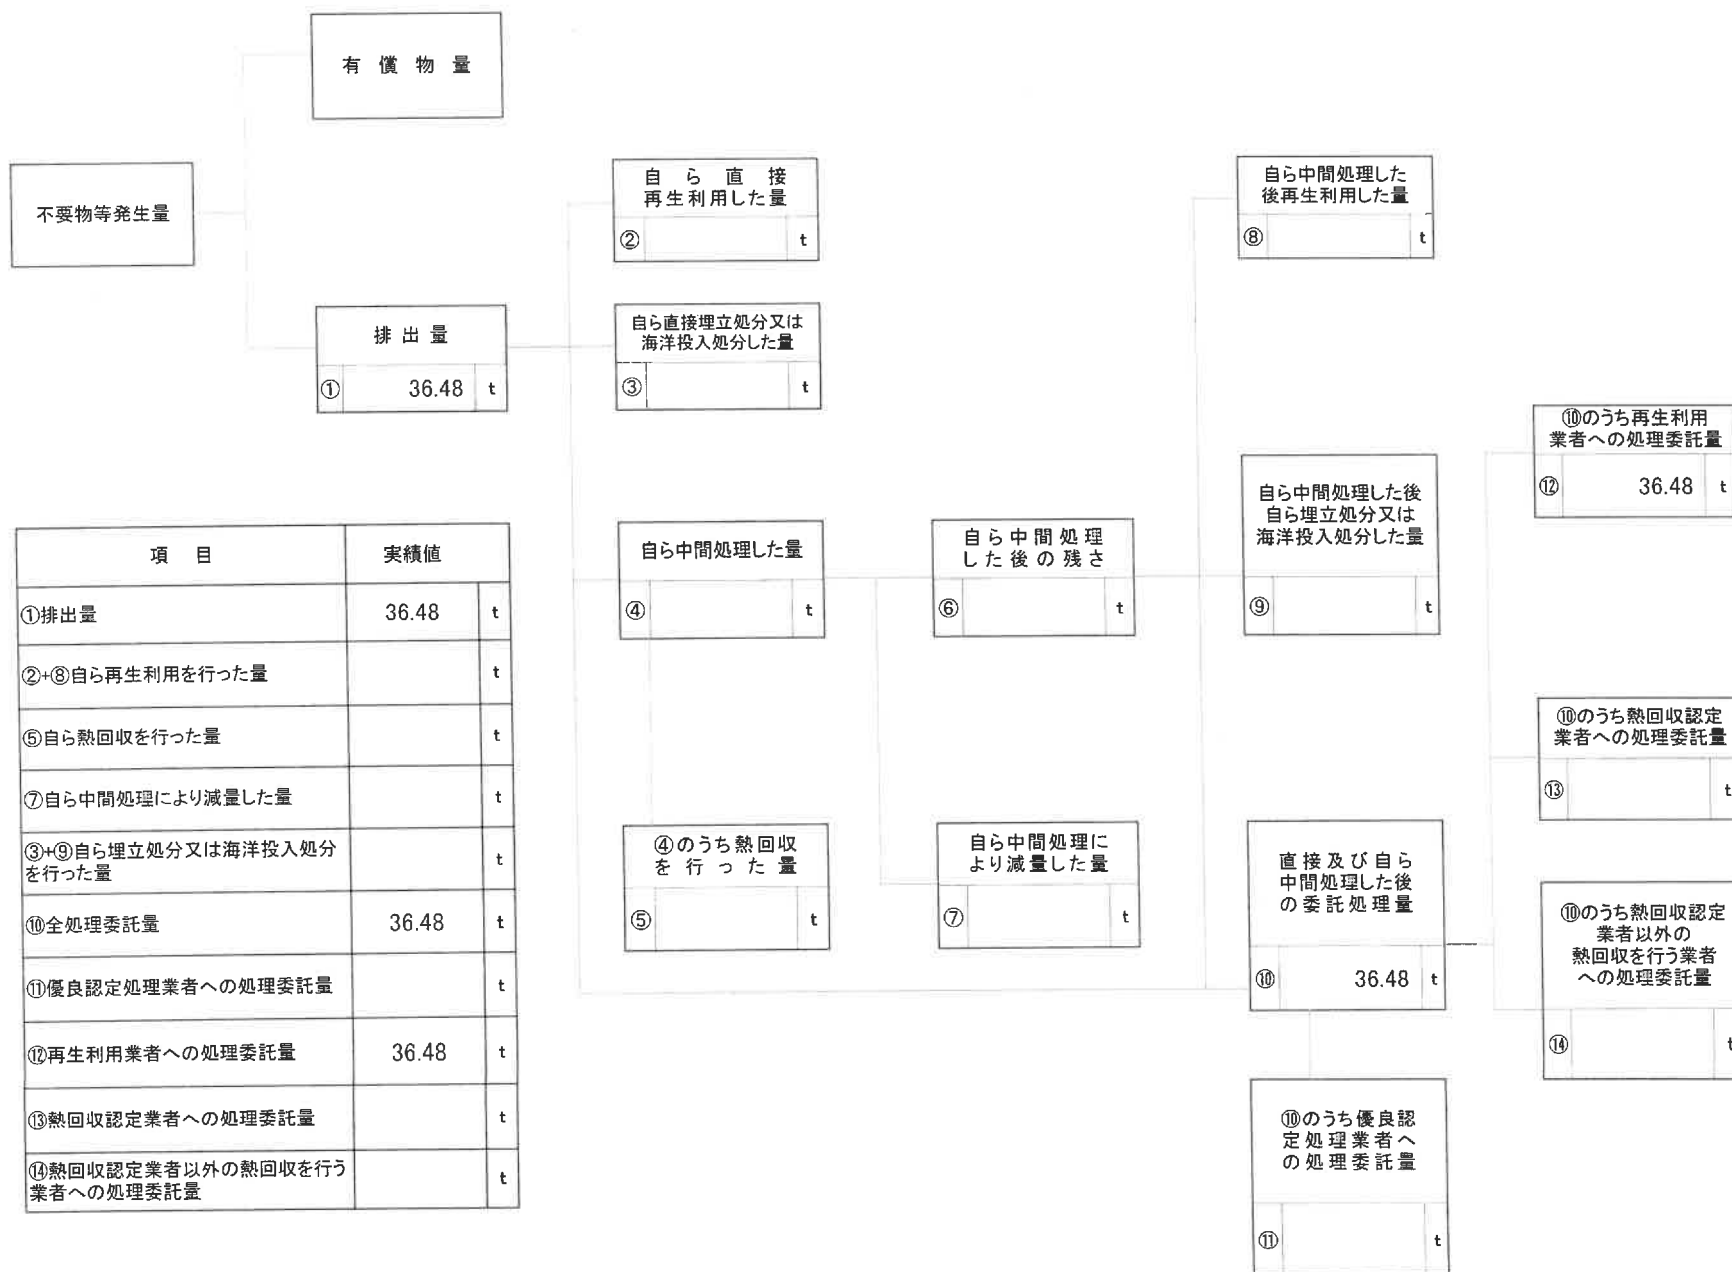 有償物量
不要物等発生量
排出量
① 36.48 t
自ら直接
再生利用した量
② t
自ら直接埋立処分又は
海洋投入処分した量
③ t
自ら中間処理した量
④ t
④のうち熱回収
を行った量
⑤ t
自ら中間処理
した後の残さ
⑥ t
自ら中間処理に
より減量した量
⑦ t
自ら中間処理した
後再生利用した量
⑧ t
自ら中間処理した後
自ら埋立処分又は
海洋投入処分した量
⑨ t
直接及び自ら
中間処理した後
の委託処理量
⑩ 36.48 t
⑩のうち優良認
定処理業者へ
の処理委託量
⑪ t
⑩のうち再生利用
業者への処理委託量
⑫ 36.48 t
⑩のうち熱回収認定
業者への処理委託量
⑬ t
⑩のうち熱回収認定
業者以外の
熱回収を行う業者
への処理委託量
⑭ t
項目 実績値
①排出量 36.48 t
②+⑧自ら再生利用を行った量 t
⑤自ら熱回収を行った量 t
⑦自ら中間処理により減量した量 t
③+⑨自ら埋立処分又は海洋投入処分
を行った量 t
⑩全処理委託量 36.48 t
⑪優良認定処理業者への処理委託量 t
⑫再生利用業者への処理委託量 36.48 t
⑬熱回収認定業者への処理委託量 t
⑭熱回収認定業者以外の熱回収を行う
業者への処理委託量 t